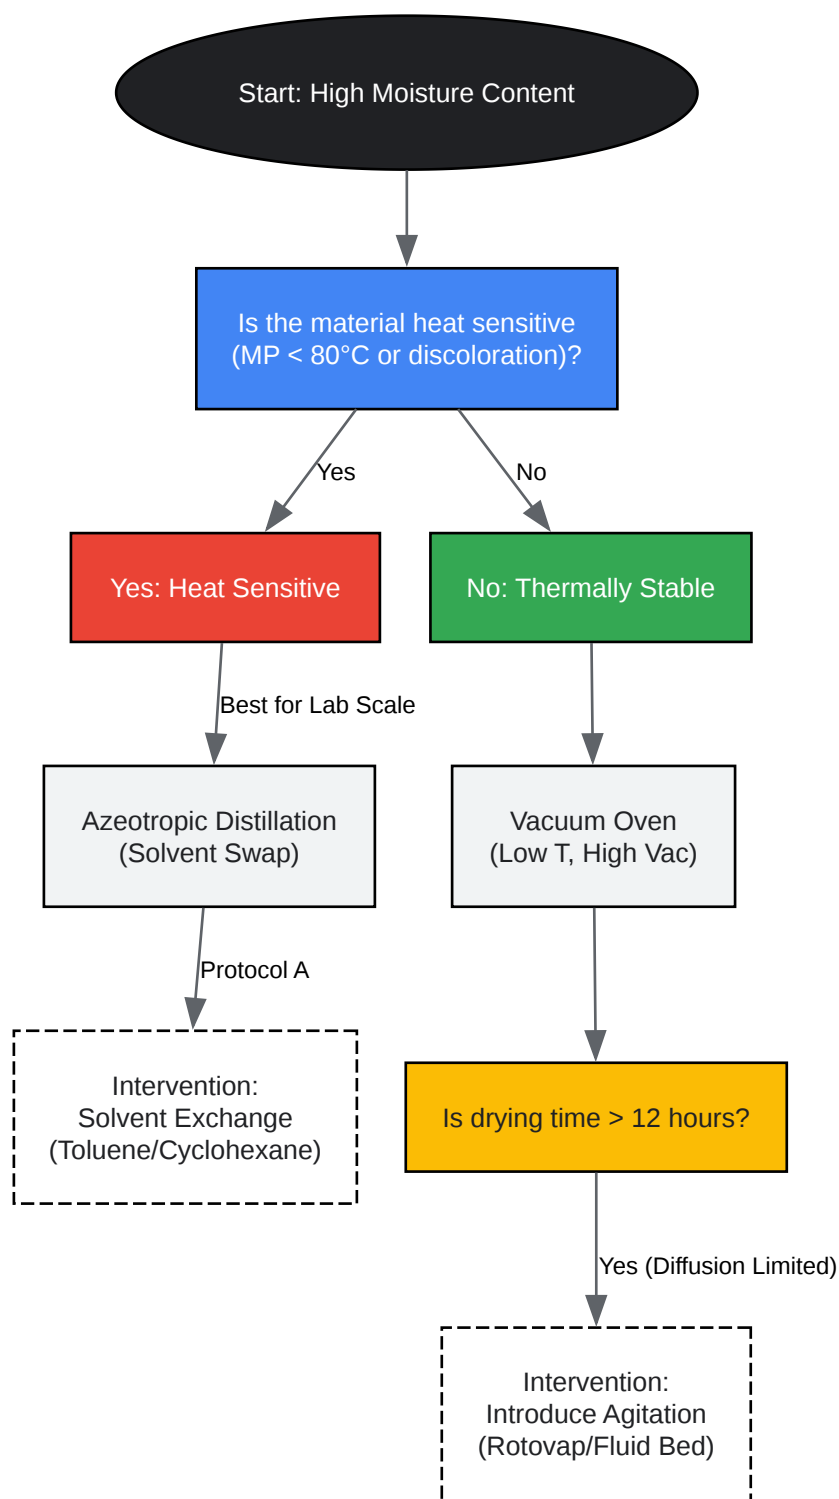 Start: High Moisture Content
Is the material heat sensitive
(MP < 80°C or discoloration)?
Yes
No
Yes: Heat Sensitive
No: Thermally Stable
Best for Lab Scale
Azeotropic Distillation
(Solvent Swap)
Vacuum Oven
(Low T, High Vac)
Protocol A
Intervention:
Solvent Exchange
(Toluene/Cyclohexane)
Is drying time > 12 hours?
Yes (Diffusion Limited)
Intervention:
Introduce Agitation
(Rotovap/Fluid Bed)